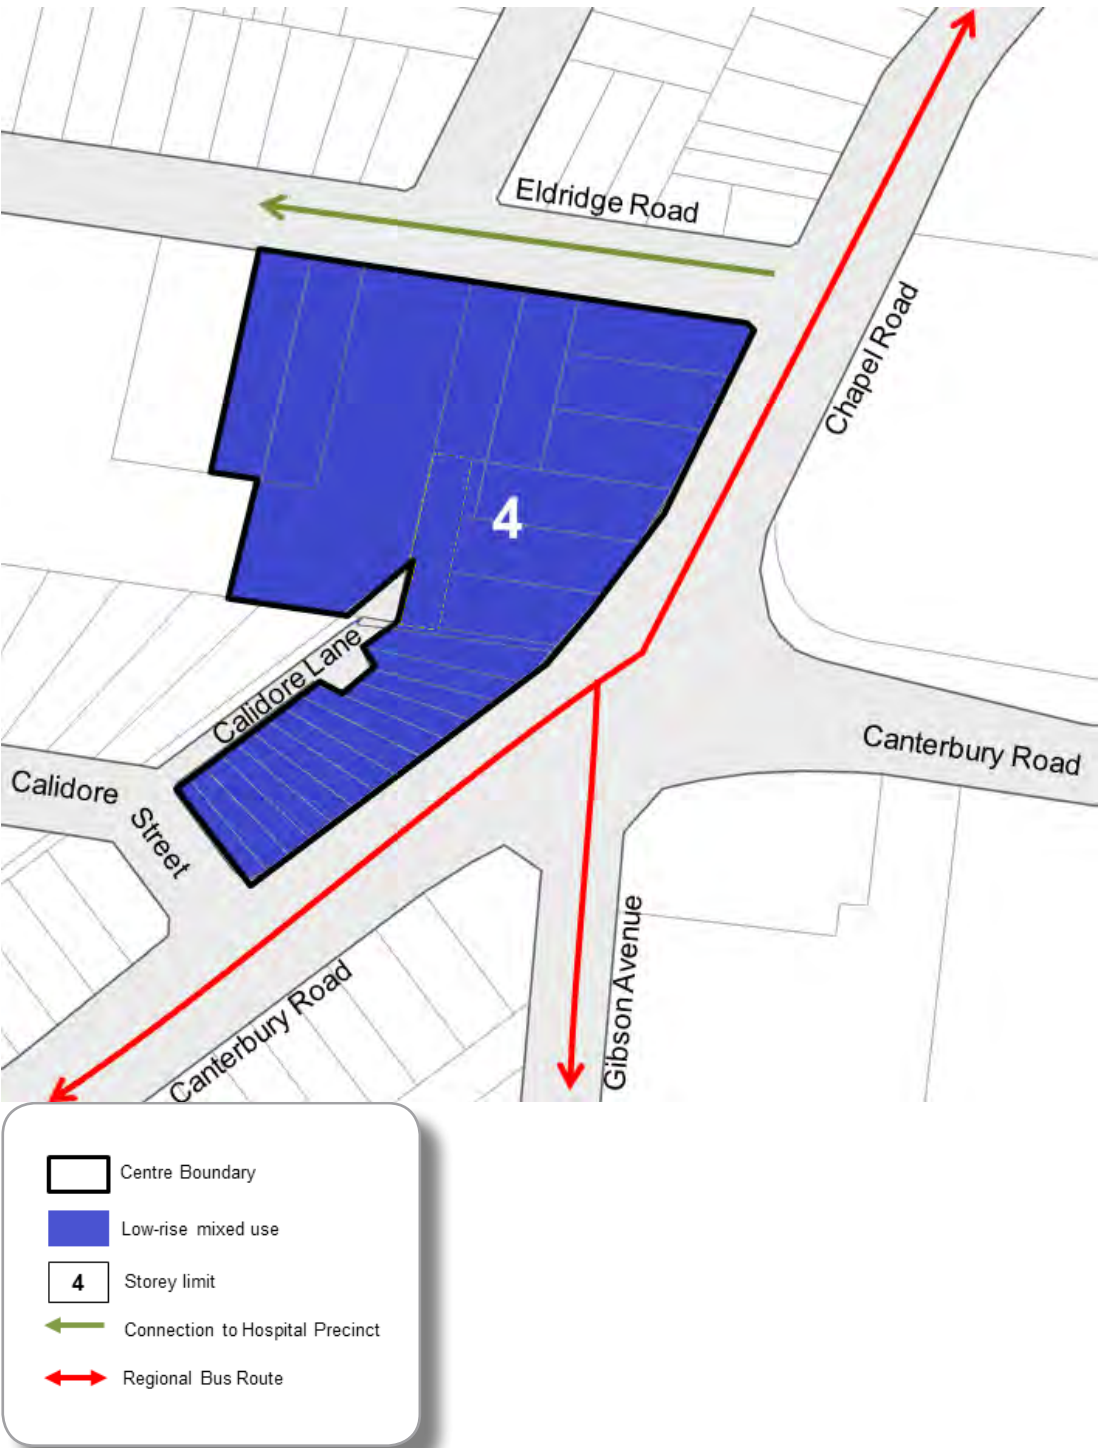 Eldridge Road
Chapel Road
4
Calidore Lane
Canterbury Road
Calidore
Street
Gibson Avenue
Canterbury Road
Centre Boundary
Low-rise mixed use
4 Storey limit
Connection to Hospital Precinct
Regional Bus Route